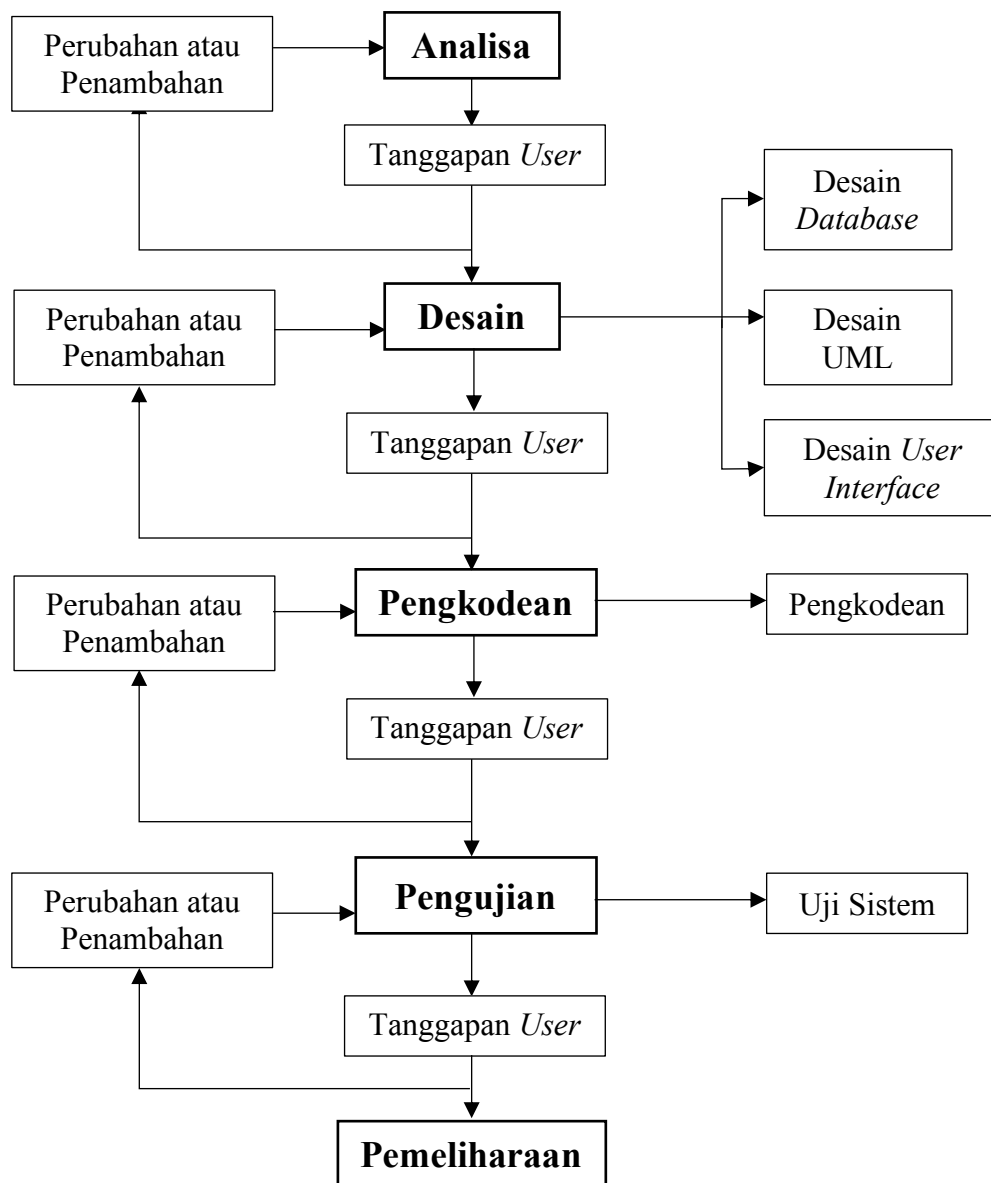 Perubahan atau
Penambahan
Analisa
Tanggapan User
Desain
Database
Perubahan atau
Penambahan
Desain
Desain
UML
Tanggapan User
Desain User
Interface
Perubahan atau
Penambahan
Pengkodean
Pengkodean
Tanggapan User
Perubahan atau
Penambahan
Pengujian
Uji Sistem
Tanggapan User
Pemeliharaan